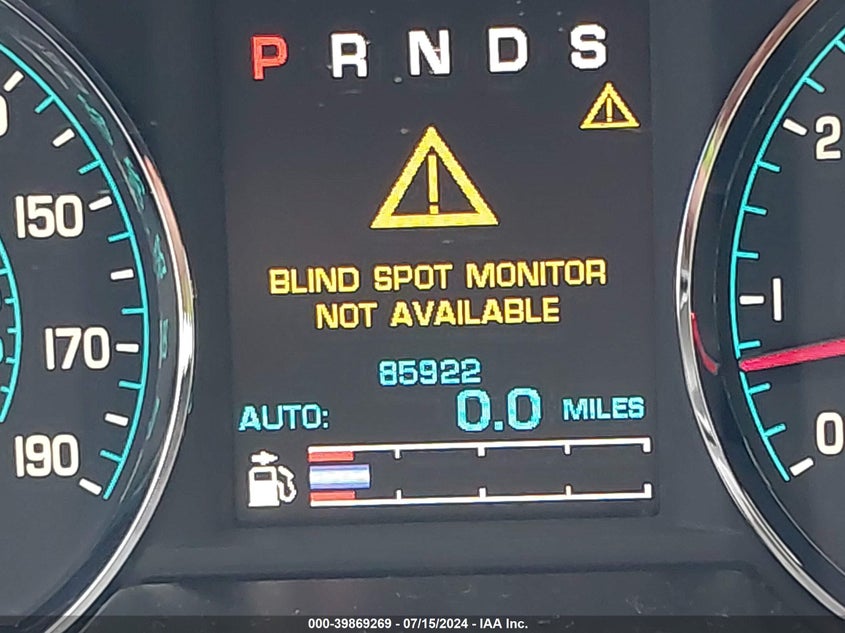 P R N D S
150
170
190
BLIND SPOT MONITOR
NOT AVAILABLE
85922
AUTO: 0.0 MILES
2
1
0
000-39869269 - 07/15/2024 - IAA Inc.